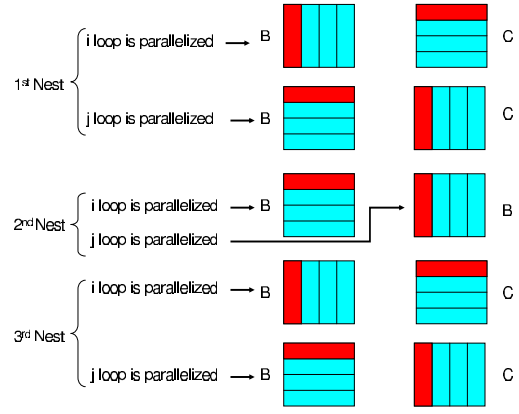 i loop is parallelized B C
1st Nest
j loop is parallelized B C
i loop is parallelized B B
2nd Nest
j loop is parallelized
i loop is parallelized B C
3rd Nest
j loop is parallelized B C